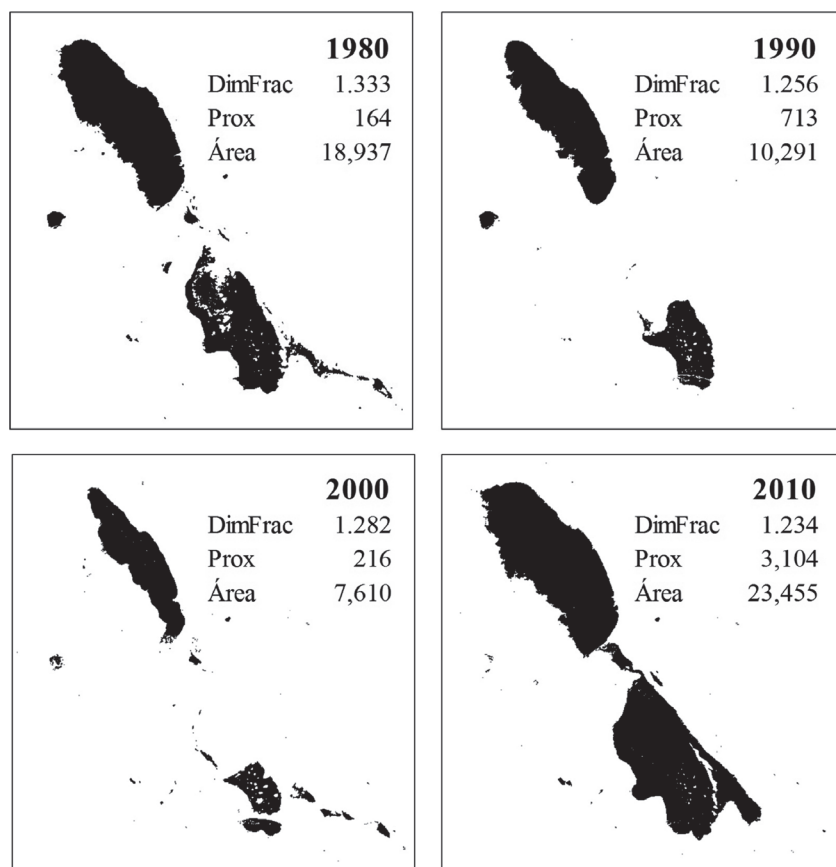 1980
DimFrac 1.333
Prox 164
Área 18,937
1990
DimFrac 1.256
Prox 713
Área 10,291
2000
DimFrac 1.282
Prox 216
Área 7,610
2010
DimFrac 1.234
Prox 3,104
Área 23,455